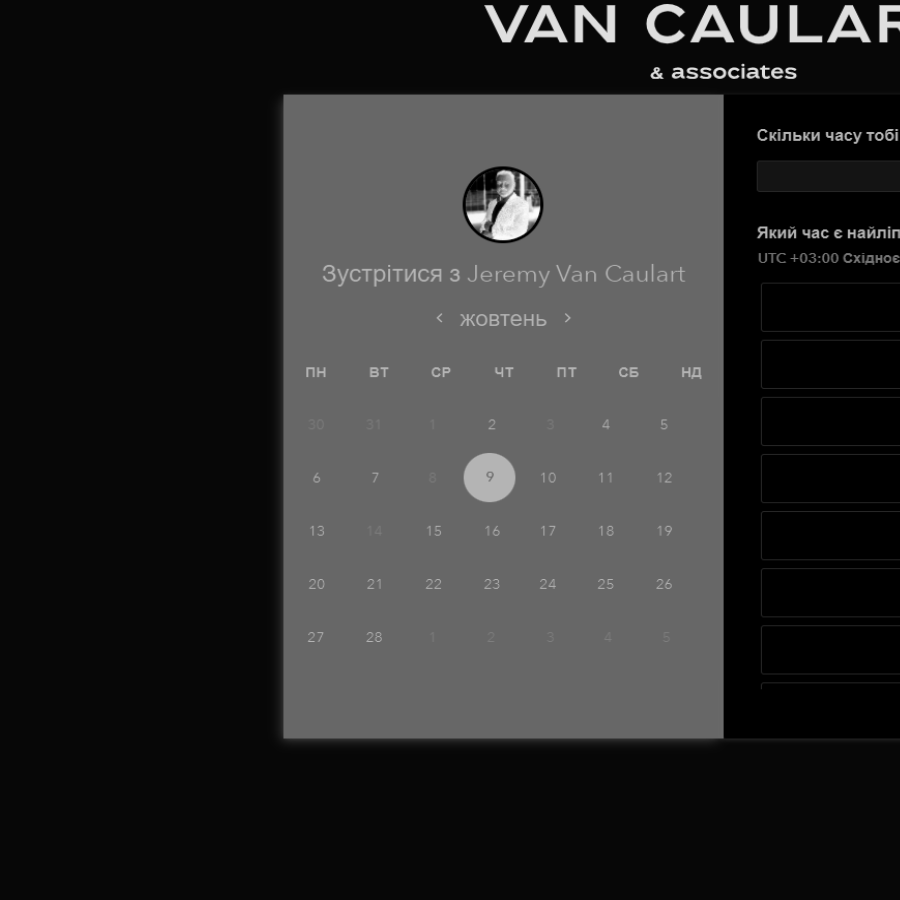 VAN CAULAR
& associates
Скільки часу тобі
Який час є найліп
UTC +03:00 Східноє
Зустрітися з Jeremy Van Caulart
жовтень
ПН ВТ СР ЧТ ПТ СБ НД
30 31 1 2 3 4 5
6 7 8 9 10 11 12
13 14 15 16 17 18 19
20 21 22 23 24 25 26
27 28 1 2 3 4 5